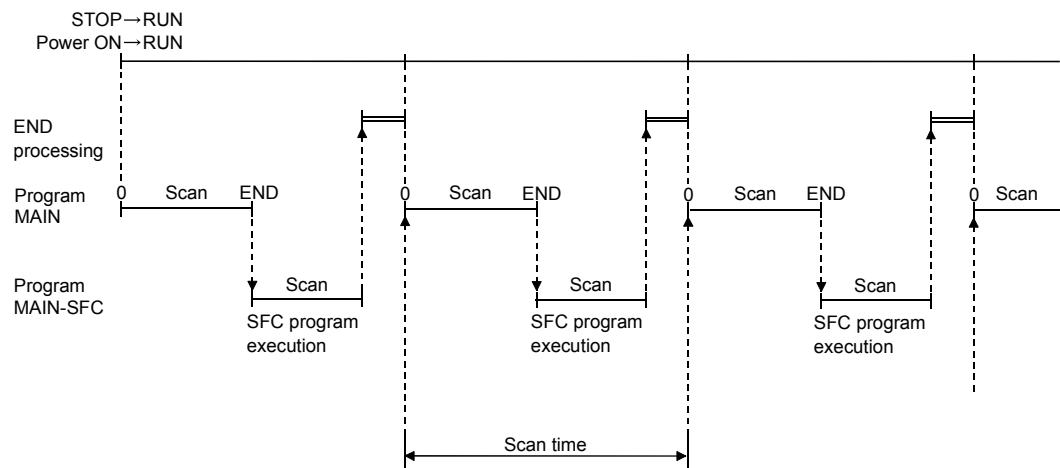 STOP→RUN
Power ON→RUN
END
processing
Program
MAIN
0 Scan END 0 Scan END 0 Scan END 0 Scan
Program
MAIN-SFC
Scan Scan Scan
SFC program
execution
SFC program
execution
SFC program
execution
Scan time